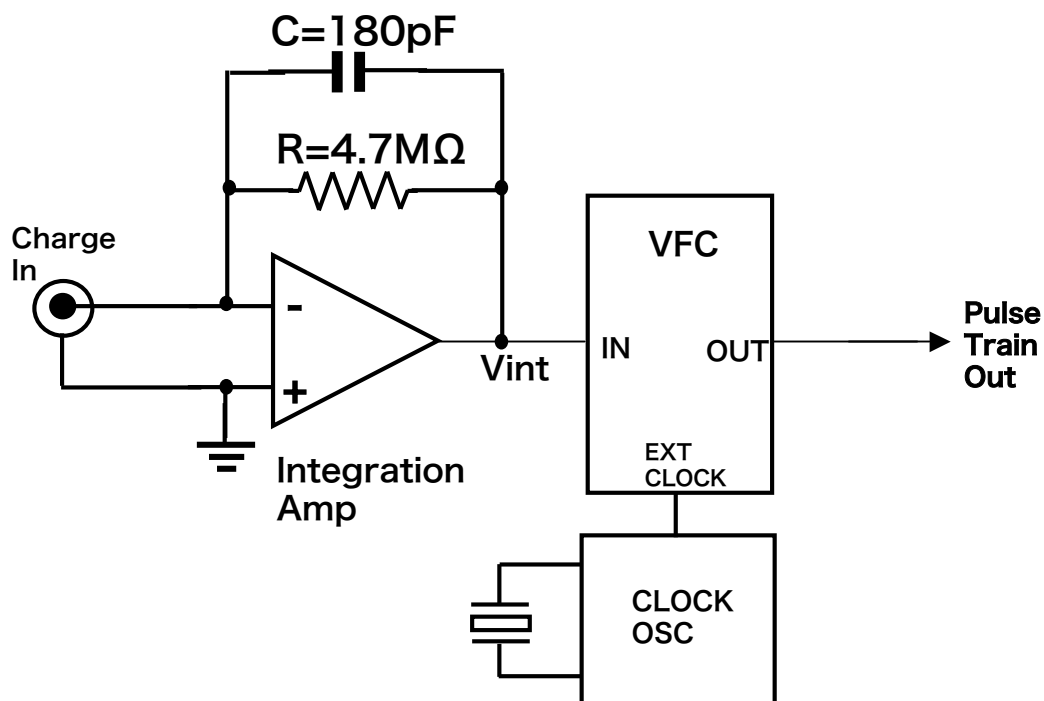 C=180pF
R=4.7MΩ
Charge
In
-
+
Vint
Integration
Amp
VFC
IN
OUT
EXT
CLOCK
Pulse
Train
Out
CLOCK
OSC